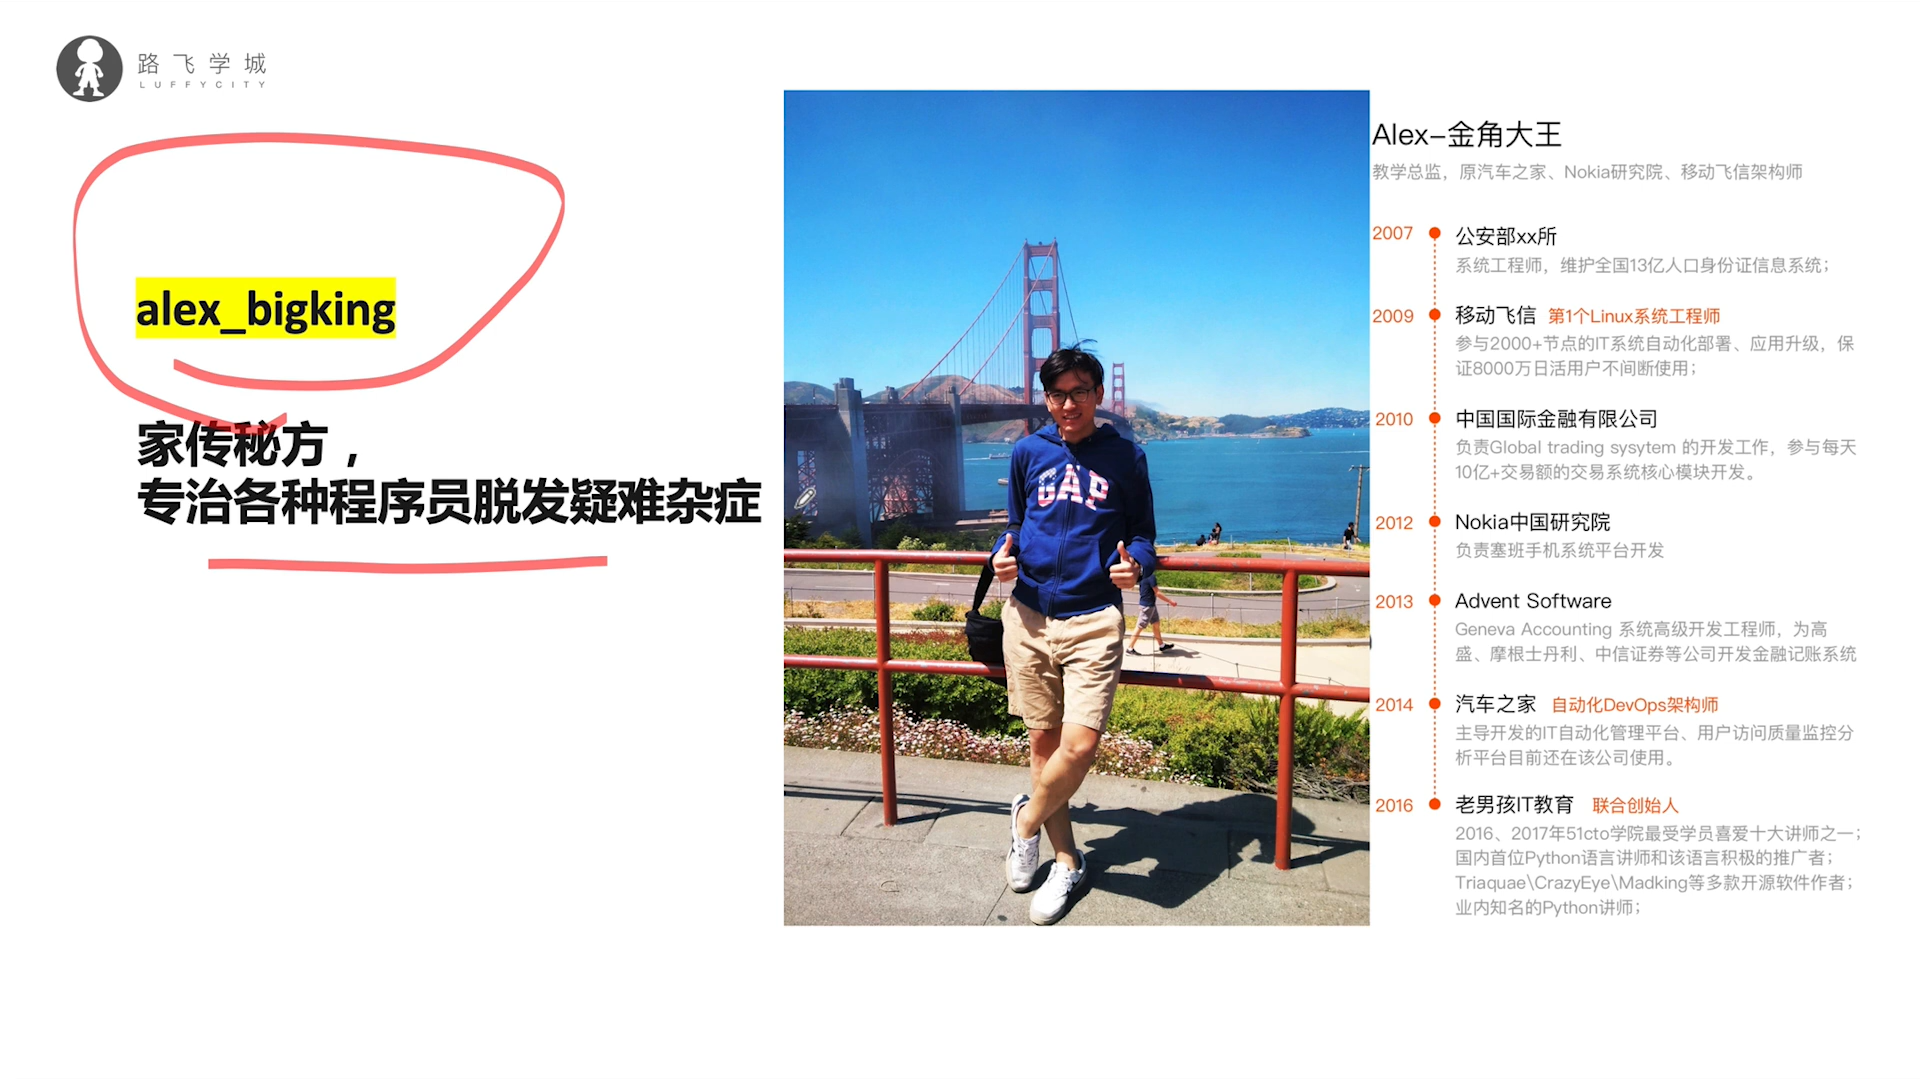 路飞学城
LUFFYCITY
alex_bigking
家传秘方，
专治各种程序员脱发疑难杂症
GAP
Alex-金角大王
教学总监，原汽车之家、Nokia研究院、移动飞信架构师
2007 公安部xx所
系统工程师，维护全国13亿人口身份证信息系统；
2009 移动飞信 第1个Linux系统工程师
参与2000+节点的IT系统自动化部署、应用升级，保
证8000万日活用户不间断使用；
2010 中国国际金融有限公司
负责Global trading sysytem 的开发工作，参与每天
10亿+交易额的交易系统核心模块开发。
2012 Nokia中国研究院
负责塞班手机系统平台开发
2013 Advent Software
Geneva Accounting 系统高级开发工程师，为高
盛、摩根士丹利、中信证券等公司开发金融记账系统
2014 汽车之家 自动化DevOps架构师
主导开发的IT自动化管理平台、用户访问质量监控分
析平台目前还在该公司使用。
2016 老男孩IT教育 联合创始人
2016、2017年51cto学院最受学员喜爱十大讲师之一；
国内首位Python语言讲师和该语言积极的推广者；
Triaquae\CrazyEye\Madking等多款开源软件作者；
业内知名的Python讲师；